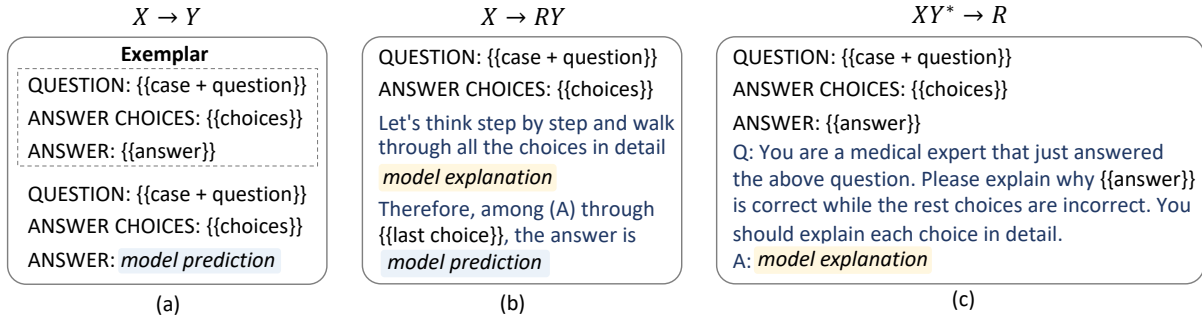 X → Y
Exemplar
QUESTION: {{case + question}}
ANSWER CHOICES: {{choices}}
ANSWER: {{answer}}
QUESTION: {{case + question}}
ANSWER CHOICES: {{choices}}
ANSWER: model prediction
(a)
X → RY
QUESTION: {{case + question}}
ANSWER CHOICES: {{choices}}
Let's think step by step and walk
through all the choices in detail
model explanation
Therefore, among (A) through
{{last choice}}, the answer is
model prediction
(b)
XY* → R
QUESTION: {{case + question}}
ANSWER CHOICES: {{choices}}
ANSWER: {{answer}}
Q: You are a medical expert that just answered
the above question. Please explain why {{answer}}
is correct while the rest choices are incorrect. You
should explain each choice in detail.
A: model explanation
(c)